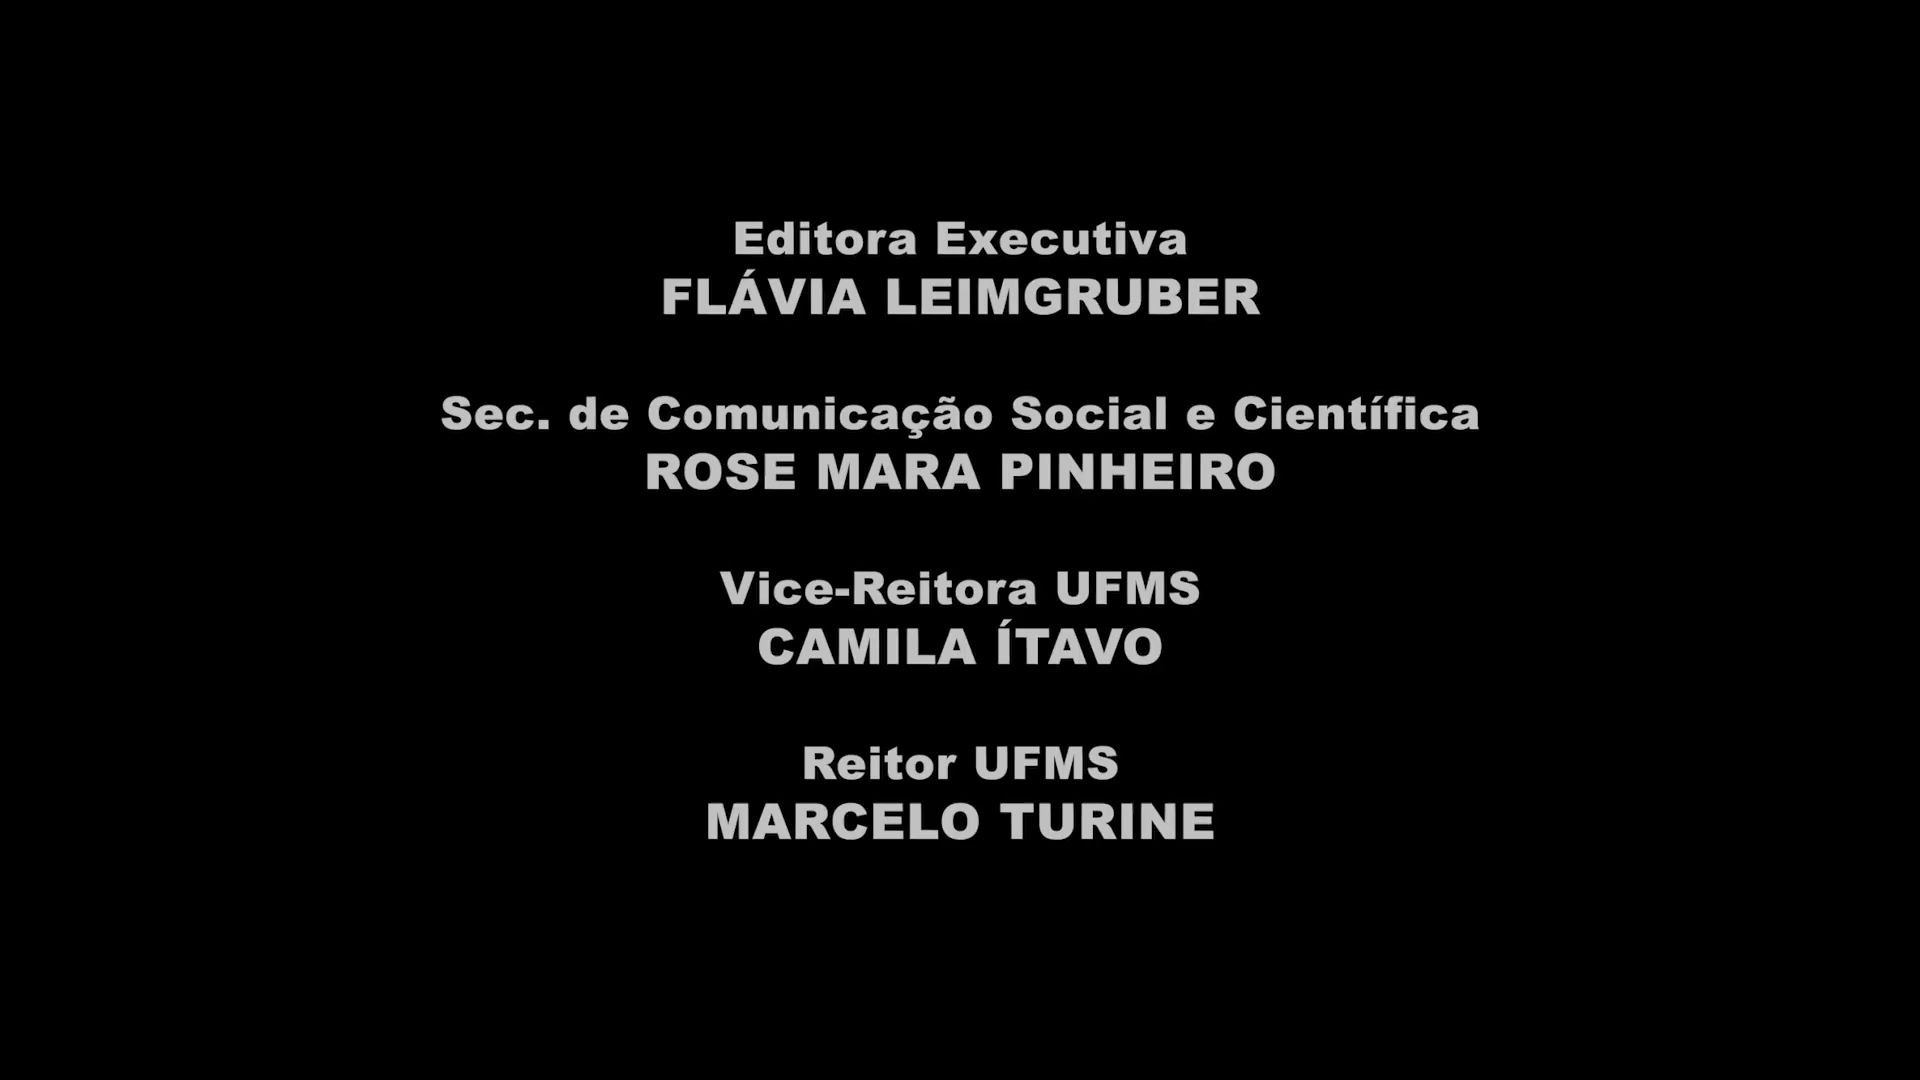 Editora Executiva
FLÁVIA LEIMGRUBER
Sec. de Comunicação Social e Científica
ROSE MARA PINHEIRO
Vice-Reitora UFMS
CAMILA ÍTAVO
Reitor UFMS
MARCELO TURINE